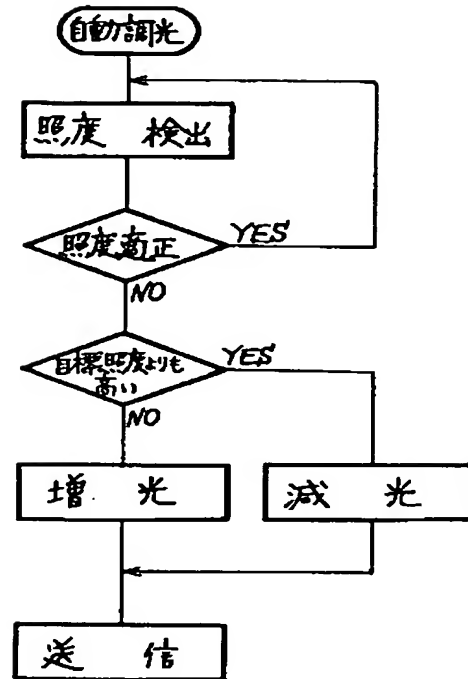 自動調光
照度 検出
照度適正
YES
NO
目標照度よりも
高い
YES
NO
増光
減光
送信